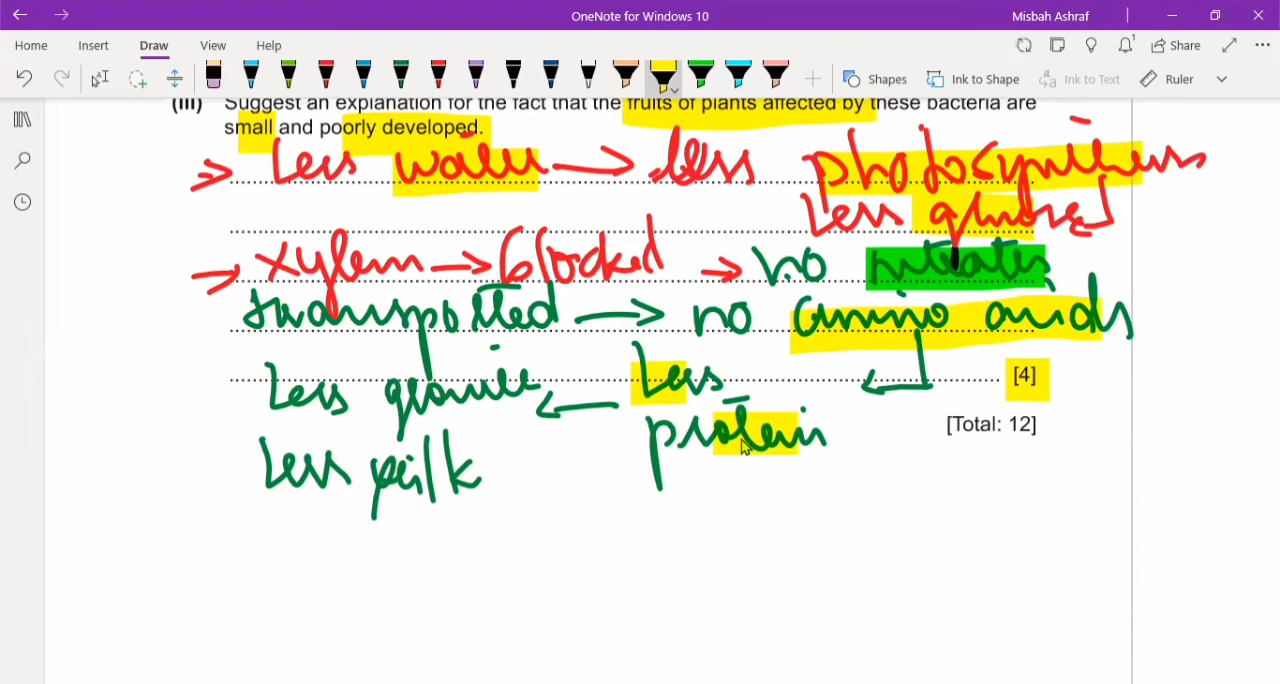 OneNote for Windows 10
Misbah Ashraf
Home Insert Draw View Help
Share
Shapes Ink to Shape Ink to Text Ruler
(iii) Suggest an explanation for the fact that the fruits of plants affected by these bacteria are
small and poorly developed.
Less water → less photosynthesis
less glucose
→ xylem → blocked → no nitrates
transported → no amino acids
Less [4]
Less
protein [Total: 12]
Less